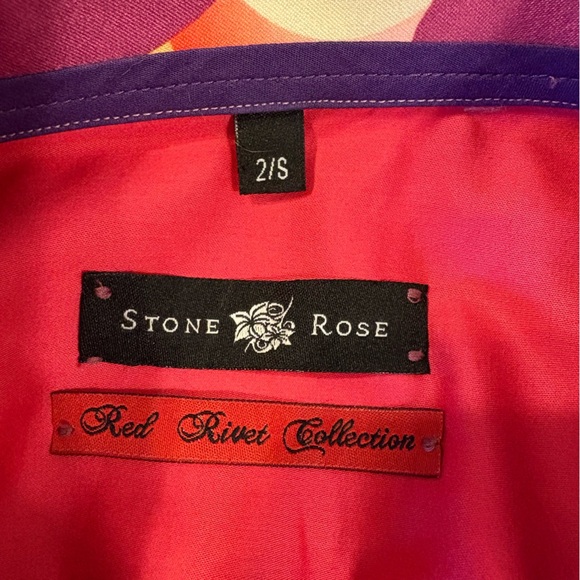 2/S
STONE ROSE
Red Rivet Collection